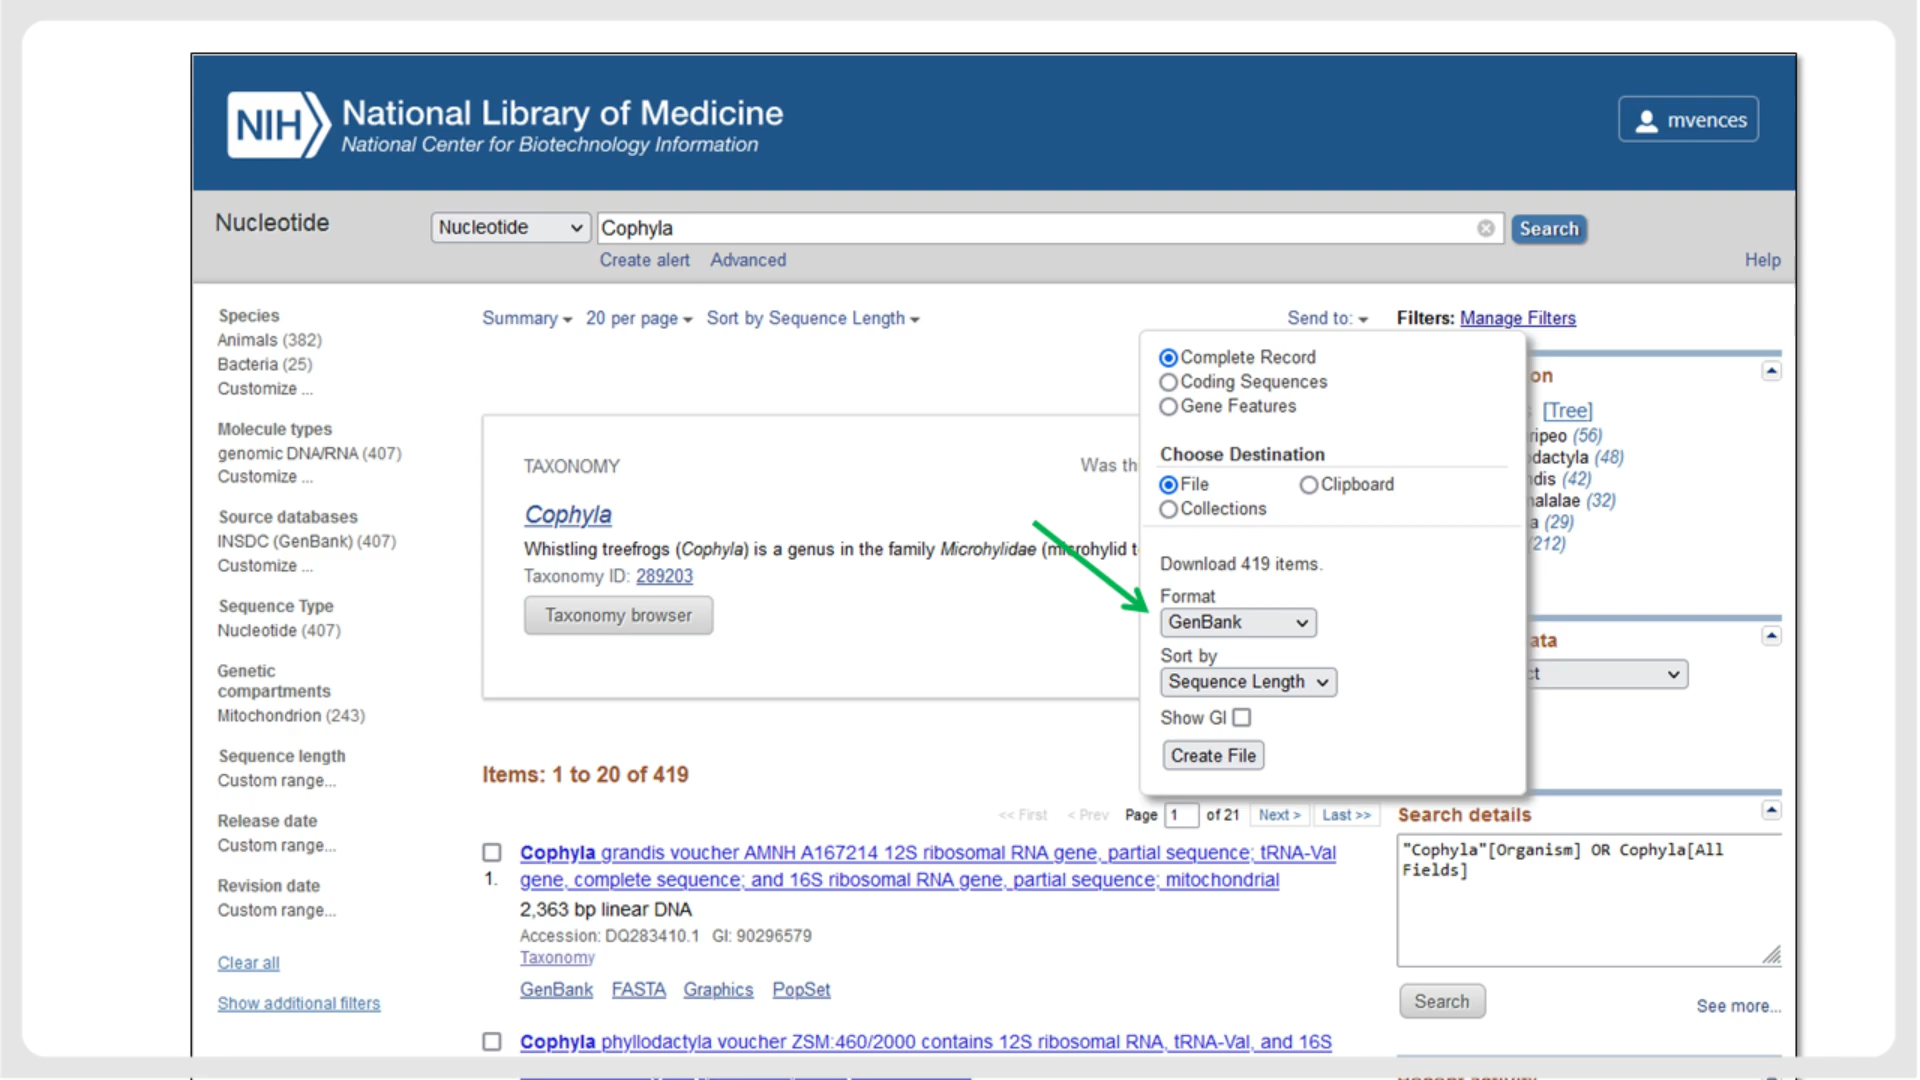 NIH National Library of Medicine
National Center for Biotechnology Information
mvences
Nucleotide
Nucleotide
Cophyla
Search
Create alert Advanced
Help
Species
Animals (382)
Bacteria (25)
Customize ...
Molecule types
genomic DNA/RNA (407)
Customize ...
Source databases
INSDC (GenBank) (407)
Customize ...
Sequence Type
Nucleotide (407)
Genetic
compartments
Mitochondrion (243)
Sequence length
Custom range...
Release date
Custom range...
Revision date
Custom range...
Clear all
Show additional filters
Summary 20 per page Sort by Sequence Length
Send to:
TAXONOMY
Was th
Cophyla
Whistling treefrogs (Cophyla) is a genus in the family Microhylidae (microhylid t
Taxonomy ID: 289203
Taxonomy browser
Complete Record
Coding Sequences
Gene Features
Choose Destination
File Clipboard
Collections
Download 419 items.
Format
GenBank
Sort by
Sequence Length
Show GI
Create File
Items: 1 to 20 of 419
<< First < Prev Page 1 of 21 Next > Last >>
Cophyla grandis voucher AMNH A167214 12S ribosomal RNA gene, partial sequence; tRNA-Val
1. gene, complete sequence; and 16S ribosomal RNA gene, partial sequence; mitochondrial
2,363 bp linear DNA
Accession: DQ283410.1 GI: 90296579
Taxonomy
GenBank FASTA Graphics PopSet
Cophyla phyllodactyla voucher ZSM:460/2000 contains 12S ribosomal RNA, tRNA-Val, and 16S
Filters: Manage Filters
on
[Tree]
ripeo (56)
dactyla (48)
ndis (42)
nalalae (32)
a (29)
(212)
ata
ct
Search details
"Cophyla"[Organism] OR Cophyla[All
Fields]
Search
See more...